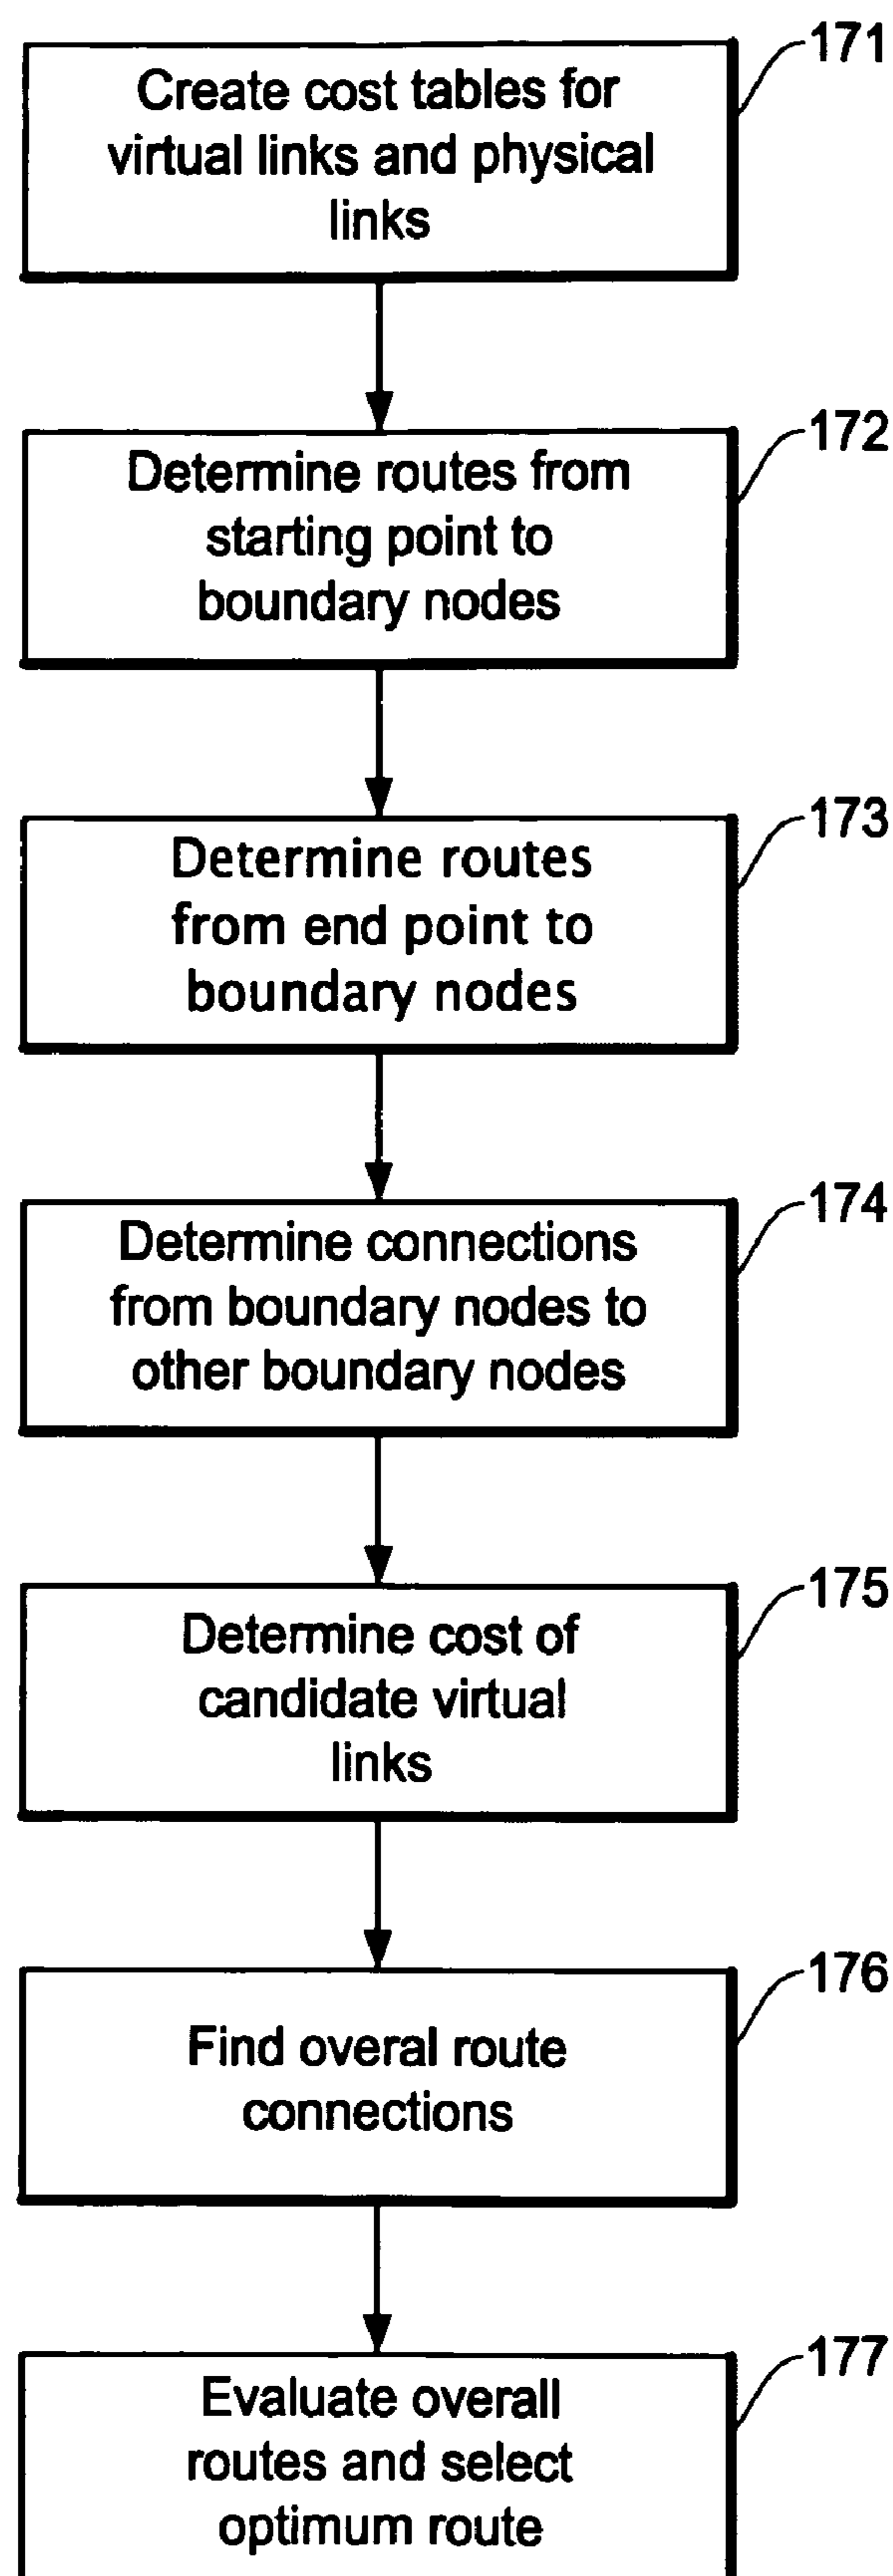 171
Create cost tables for
virtual links and physical
links
172
Determine routes from
starting point to
boundary nodes
173
Determine routes
from end point to
boundary nodes
174
Determine connections
from boundary nodes to
other boundary nodes
175
Determine cost of
candidate virtual
links
176
Find overal route
connections
177
Evaluate overall
routes and select
optimum route